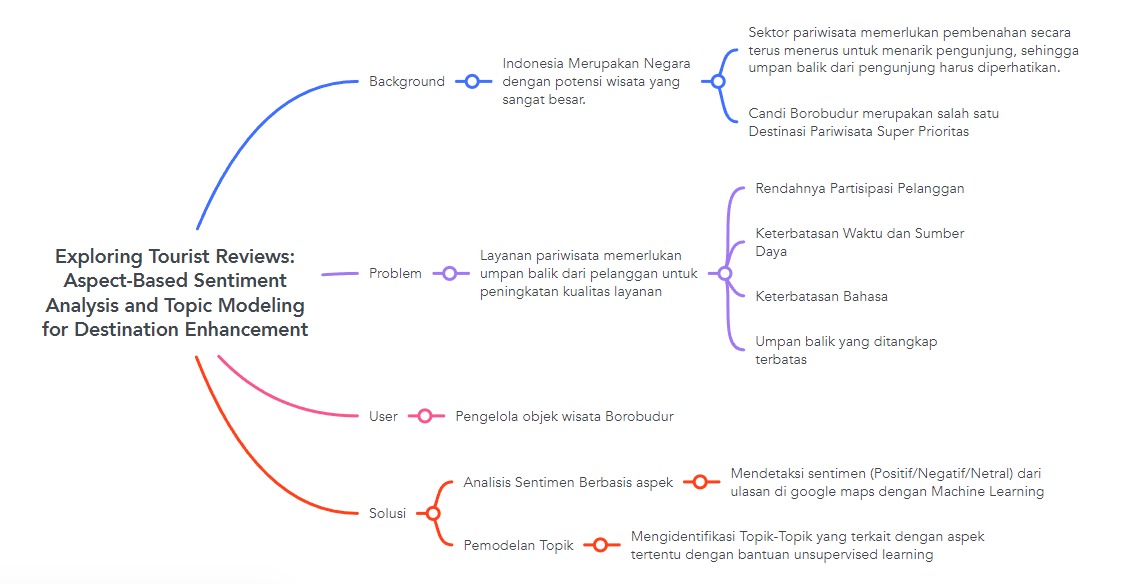 Exploring Tourist Reviews:
Aspect-Based Sentiment
Analysis and Topic Modeling
for Destination Enhancement
Background
Indonesia Merupakan Negara
dengan potensi wisata yang
sangat besar.
Sektor pariwisata memerlukan pembenahan secara
terus menerus untuk menarik pengunjung, sehingga
umpan balik dari pengunjung harus diperhatikan.
Candi Borobudur merupakan salah satu
Destinasi Pariwisata Super Prioritas
Problem
Layanan pariwisata memerlukan
umpan balik dari pelanggan untuk
peningkatan kualitas layanan
Rendahnya Partisipasi Pelanggan
Keterbatasan Waktu dan Sumber
Daya
Keterbatasan Bahasa
Umpan balik yang ditangkap
terbatas
User
Pengelola objek wisata Borobudur
Solusi
Analisis Sentimen Berbasis aspek
Mendetaksi sentimen (Positif/Negatif/Netral) dari
ulasan di google maps dengan Machine Learning
Pemodelan Topik
Mengidentifikasi Topik-Topik yang terkait dengan aspek
tertentu dengan bantuan unsupervised learning